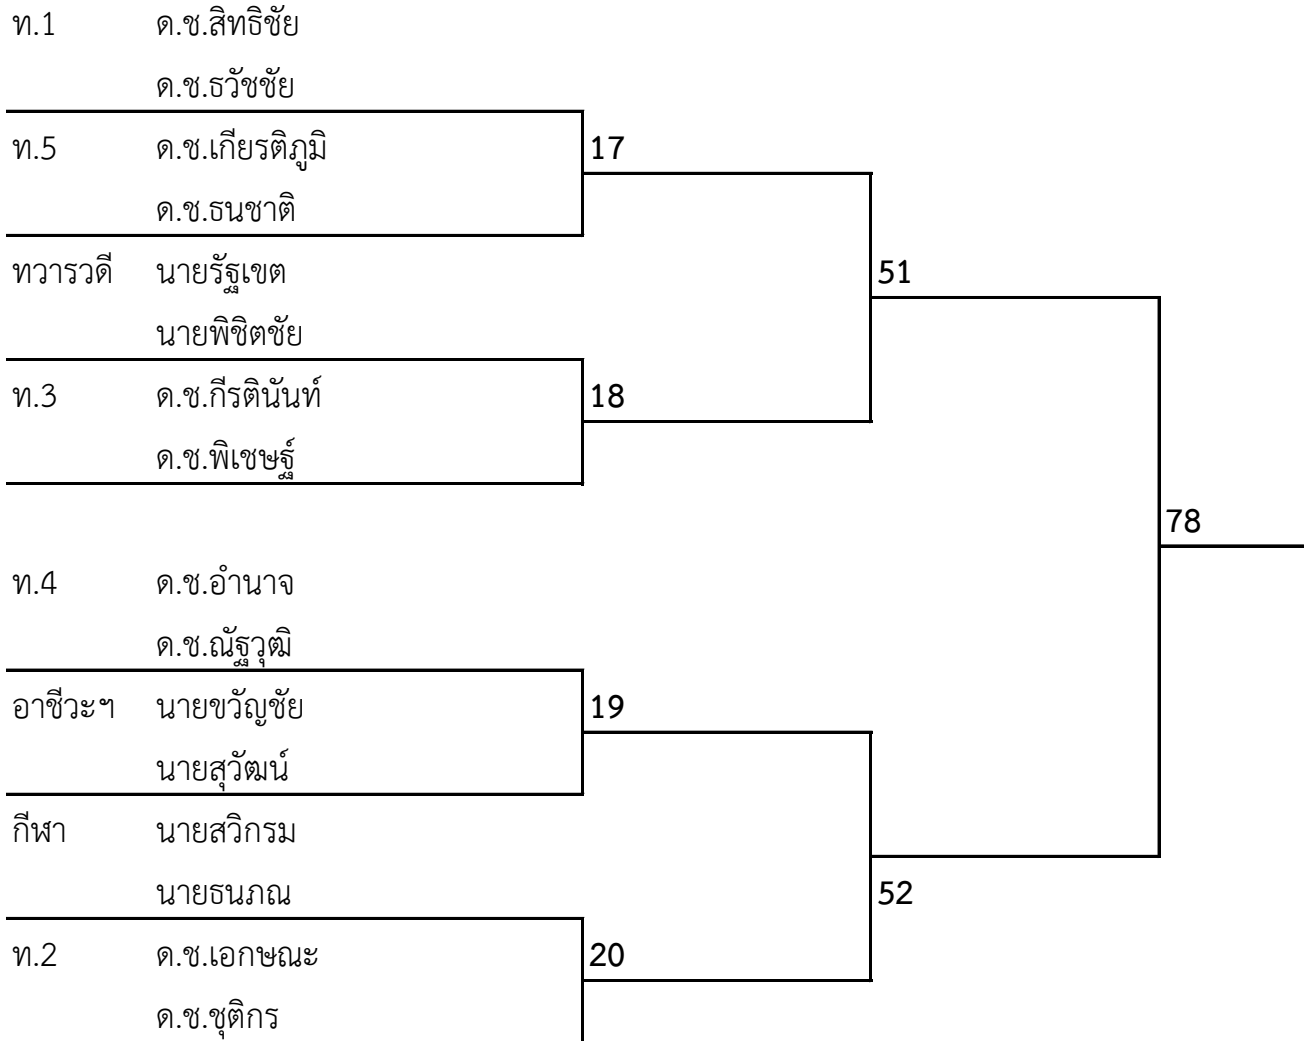 ท.1 ด.ช.สิทธิชัย
ด.ช.ธวัชชัย
ท.5 ด.ช.เกียรติภูมิ 17
ด.ช.ธนชาติ
ทวารวดี นายรัฐเขต 51
นายพิชิตชัย
ท.3 ด.ช.กีรตินันท์ 18
ด.ช.พิเชษฐ์
78
ท.4 ด.ช.อำนาจ
ด.ช.ณัฐวุฒิ
อาชีวะฯ นายขวัญชัย 19
นายสุวัฒน์
กีฬา นายสวิกรม
นายธนภณ 52
ท.2 ด.ช.เอกษณะ 20
ด.ช.ชุติกร